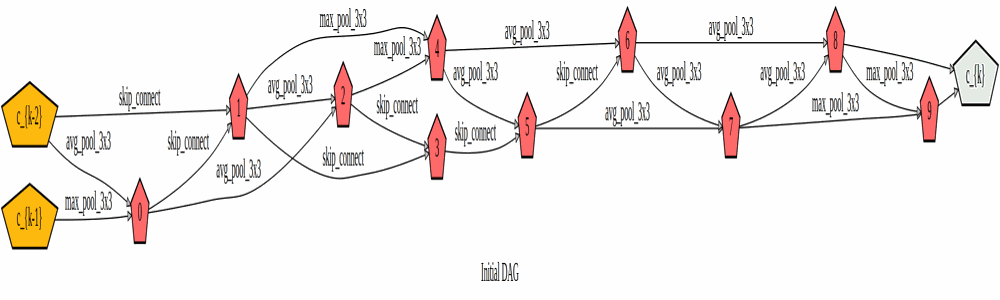 max_pool_3x3
avg_pool_3x3
avg_pool_3x3
4
6
8
c_{k}
max_pool_3x3
avg_pool_3x3
skip_connect
avg_pool_3x3
avg_pool_3x3
max_pool_3x3
skip_connect
1
avg_pool_3x3
2
skip_connect
max_pool_3x3
9
c_{k-2}
avg_pool_3x3
skip_connect
skip_connect
5
avg_pool_3x3
7
3
skip_connect
avg_pool_3x3
c_{k-1}
max_pool_3x3
0
Initial DAG